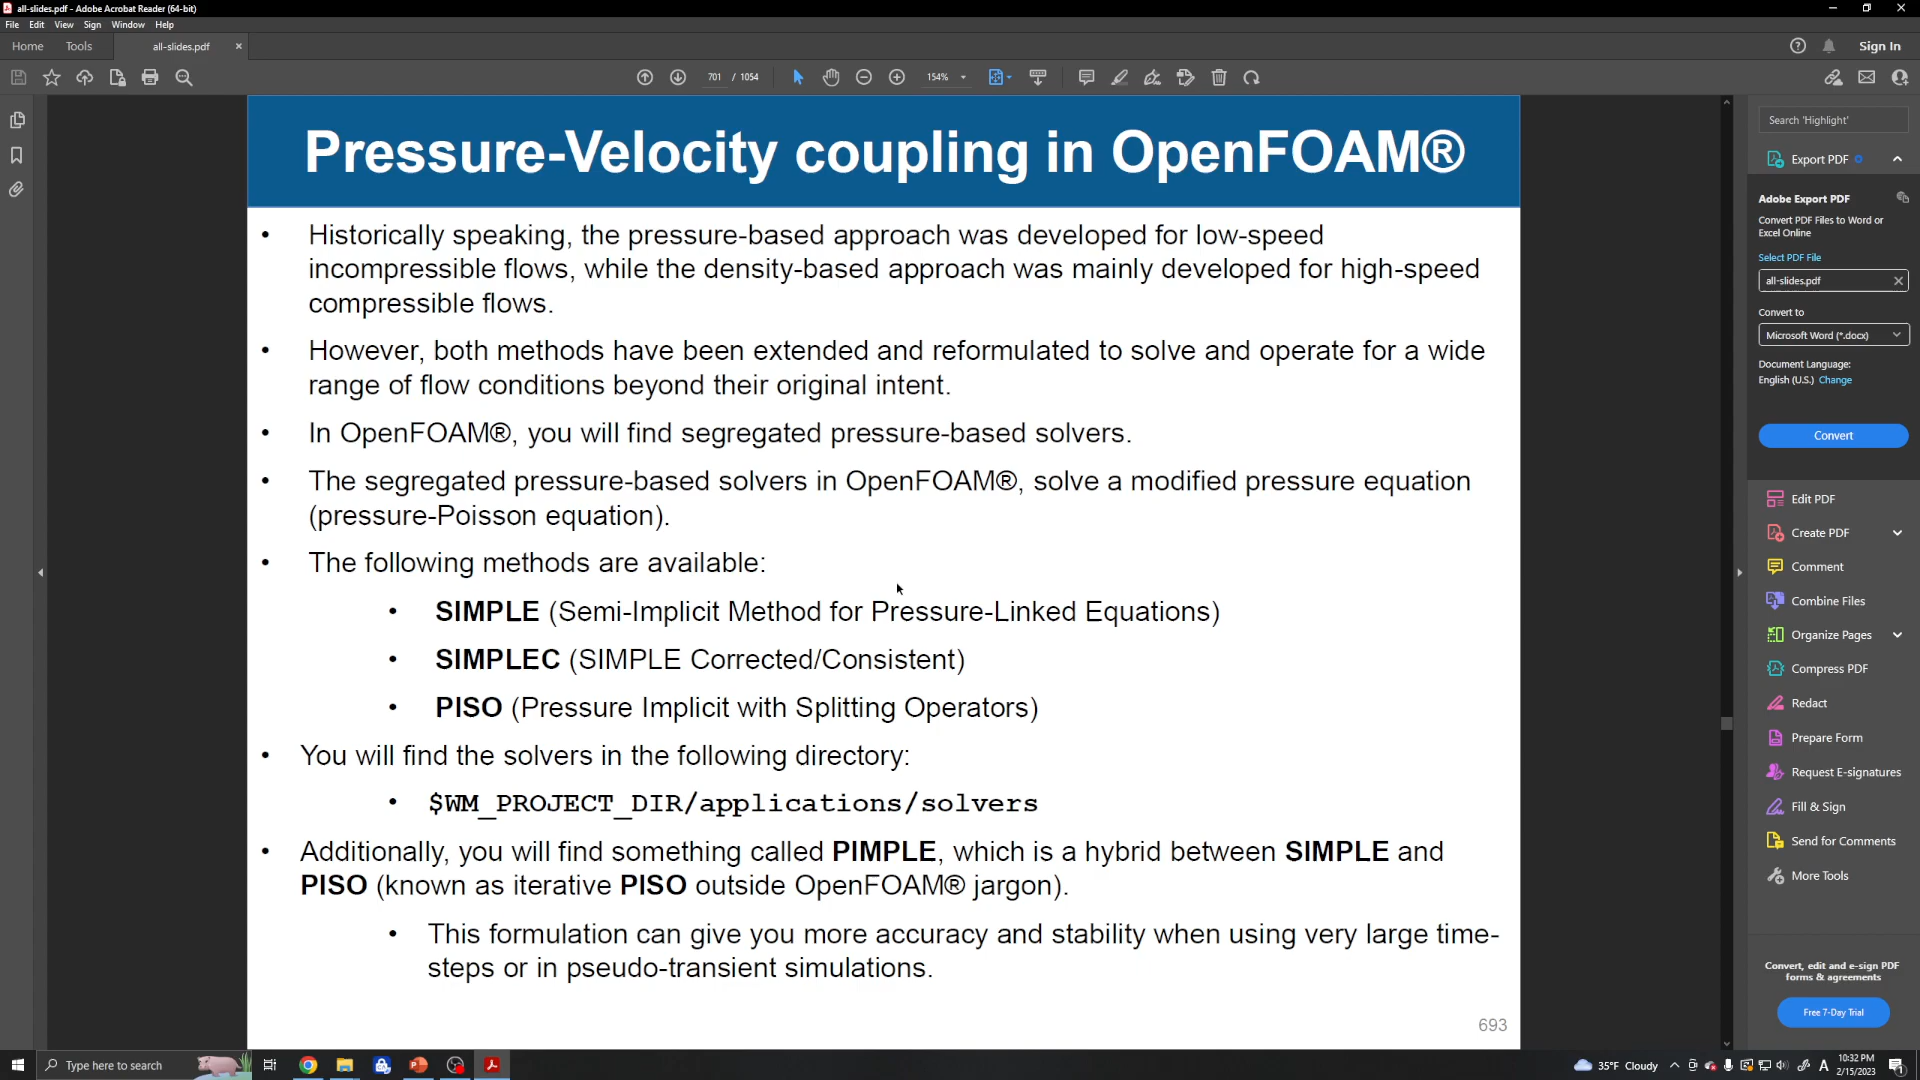 all-slides.pdf - Adobe Acrobat Reader (64-bit)
File Edit View Sign Window Help
Home Tools all-slides.pdf × Sign In
701 / 1054 154%
Pressure-Velocity coupling in OpenFOAM®
• Historically speaking, the pressure-based approach was developed for low-speed
incompressible flows, while the density-based approach was mainly developed for high-speed
compressible flows.
• However, both methods have been extended and reformulated to solve and operate for a wide
range of flow conditions beyond their original intent.
• In OpenFOAM®, you will find segregated pressure-based solvers.
• The segregated pressure-based solvers in OpenFOAM®, solve a modified pressure equation
(pressure-Poisson equation).
• The following methods are available:
• SIMPLE (Semi-Implicit Method for Pressure-Linked Equations)
• SIMPLEC (SIMPLE Corrected/Consistent)
• PISO (Pressure Implicit with Splitting Operators)
• You will find the solvers in the following directory:
• $WM_PROJECT_DIR/applications/solvers
• Additionally, you will find something called PIMPLE, which is a hybrid between SIMPLE and
PISO (known as iterative PISO outside OpenFOAM® jargon).
• This formulation can give you more accuracy and stability when using very large time-
steps or in pseudo-transient simulations.
693
Search 'Highlight'
Export PDF
Adobe Export PDF
Convert PDF Files to Word or
Excel Online
Select PDF File
all-slides.pdf
Convert to
Microsoft Word (*.docx)
Document Language:
English (U.S.) Change
Convert
Edit PDF
Create PDF
Comment
Combine Files
Organize Pages
Compress PDF
Redact
Prepare Form
Request E-signatures
Fill & Sign
Send for Comments
More Tools
Convert, edit and e-sign PDF
forms & agreements
Free 7-Day Trial
Type here to search
35°F Cloudy
A
10:32 PM
2/15/2023
1